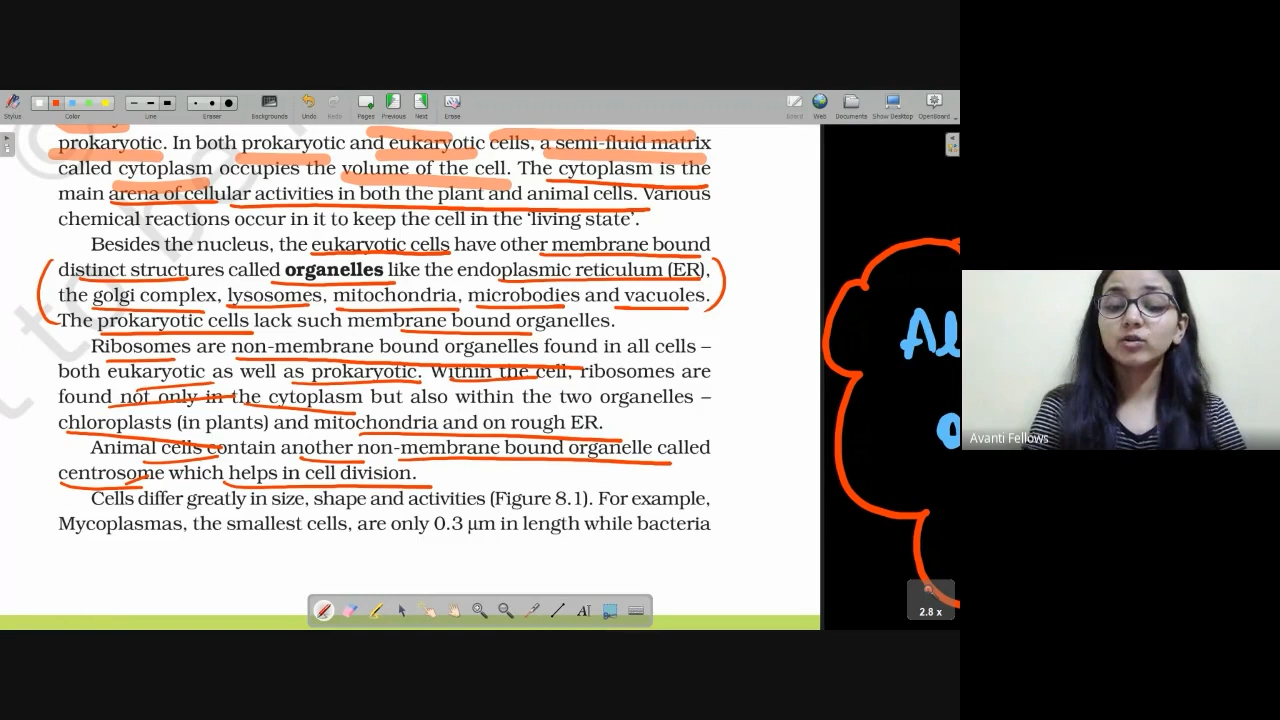 Stylus Color Line Eraser Backgrounds Undo Redo Pages Previous Next Erase Board Web Documents Show Desktop OpenBoard
prokaryotic. In both prokaryotic and eukaryotic cells, a semi-fluid matrix
called cytoplasm occupies the volume of the cell. The cytoplasm is the
main arena of cellular activities in both the plant and animal cells. Various
chemical reactions occur in it to keep the cell in the ‘living state’.
Besides the nucleus, the eukaryotic cells have other membrane bound
distinct structures called organelles like the endoplasmic reticulum (ER),
the golgi complex, lysosomes, mitochondria, microbodies and vacuoles.
The prokaryotic cells lack such membrane bound organelles.
Ribosomes are non-membrane bound organelles found in all cells –
both eukaryotic as well as prokaryotic. Within the cell, ribosomes are
found not only in the cytoplasm but also within the two organelles –
chloroplasts (in plants) and mitochondria and on rough ER.
Animal cells contain another non-membrane bound organelle called
centrosome which helps in cell division.
Cells differ greatly in size, shape and activities (Figure 8.1). For example,
Mycoplasmas, the smallest cells, are only 0.3 μm in length while bacteria
Avanti Fellows
2.8 x